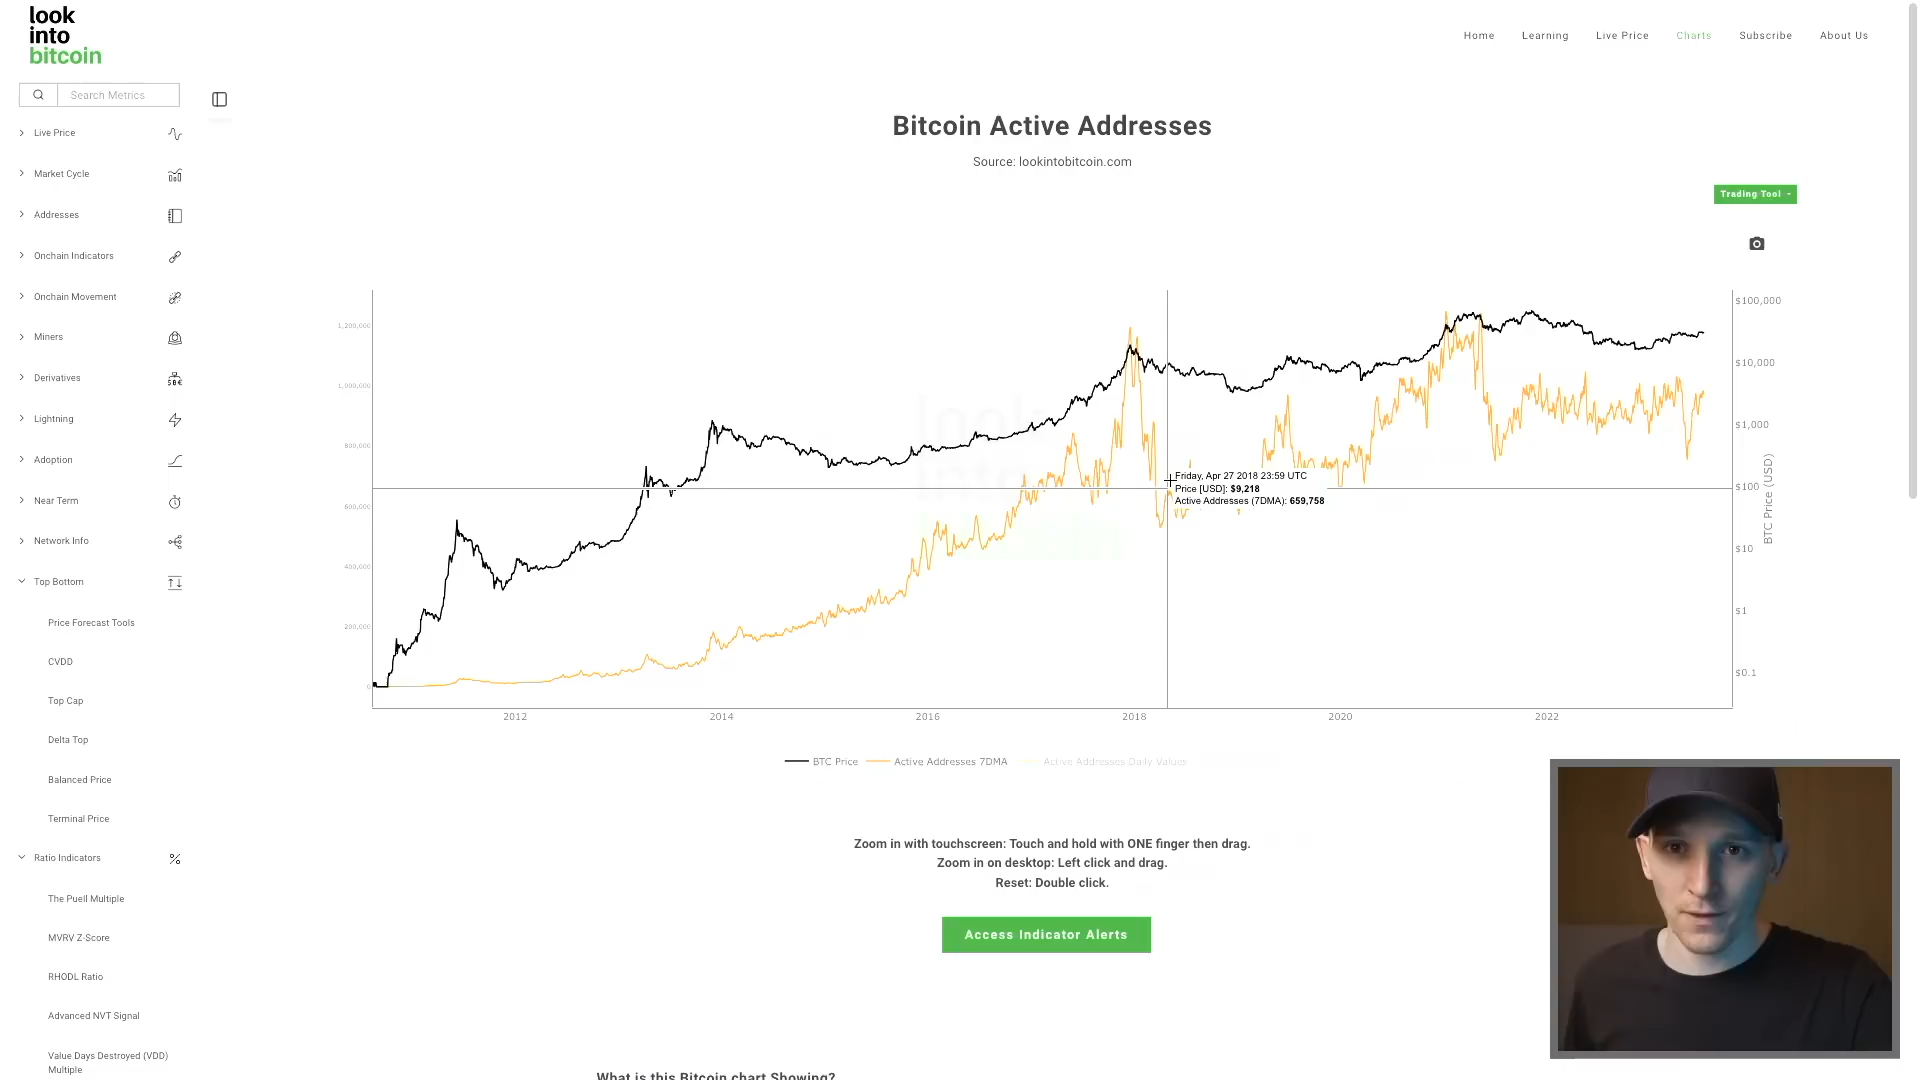 look
into
bitcoin
Home
Learning
Live Price
Charts
Subscribe
About Us
Search Metrics
Live Price
Market Cycle
Addresses
Onchain Indicators
Onchain Movement
Miners
Derivatives
Lightning
Adoption
Near Term
Network Info
Top Bottom
Price Forecast Tools
CVDD
Top Cap
Delta Top
Balanced Price
Terminal Price
Ratio Indicators
The Puell Multiple
MVRV Z-Score
RHODL Ratio
Advanced NVT Signal
Value Days Destroyed (VDD)
Multiple
Bitcoin Active Addresses
Source: lookintobitcoin.com
Trading Tool
1,200,000
1,000,000
800,000
600,000
400,000
200,000
0
$100,000
$10,000
$1,000
$100
$10
$1
$0.1
BTC Price (USD)
Friday, Apr 27 2018 23:59 UTC
Price [USD]: $9,218
Active Addresses (7DMA): 659,758
2012
2014
2016
2018
2020
2022
BTC Price
Active Addresses 7DMA
Active Addresses Daily Values
Zoom in with touchscreen: Touch and hold with ONE finger then drag.
Zoom in on desktop: Left click and drag.
Reset: Double click.
Access Indicator Alerts
What is this Bitcoin chart Showing?